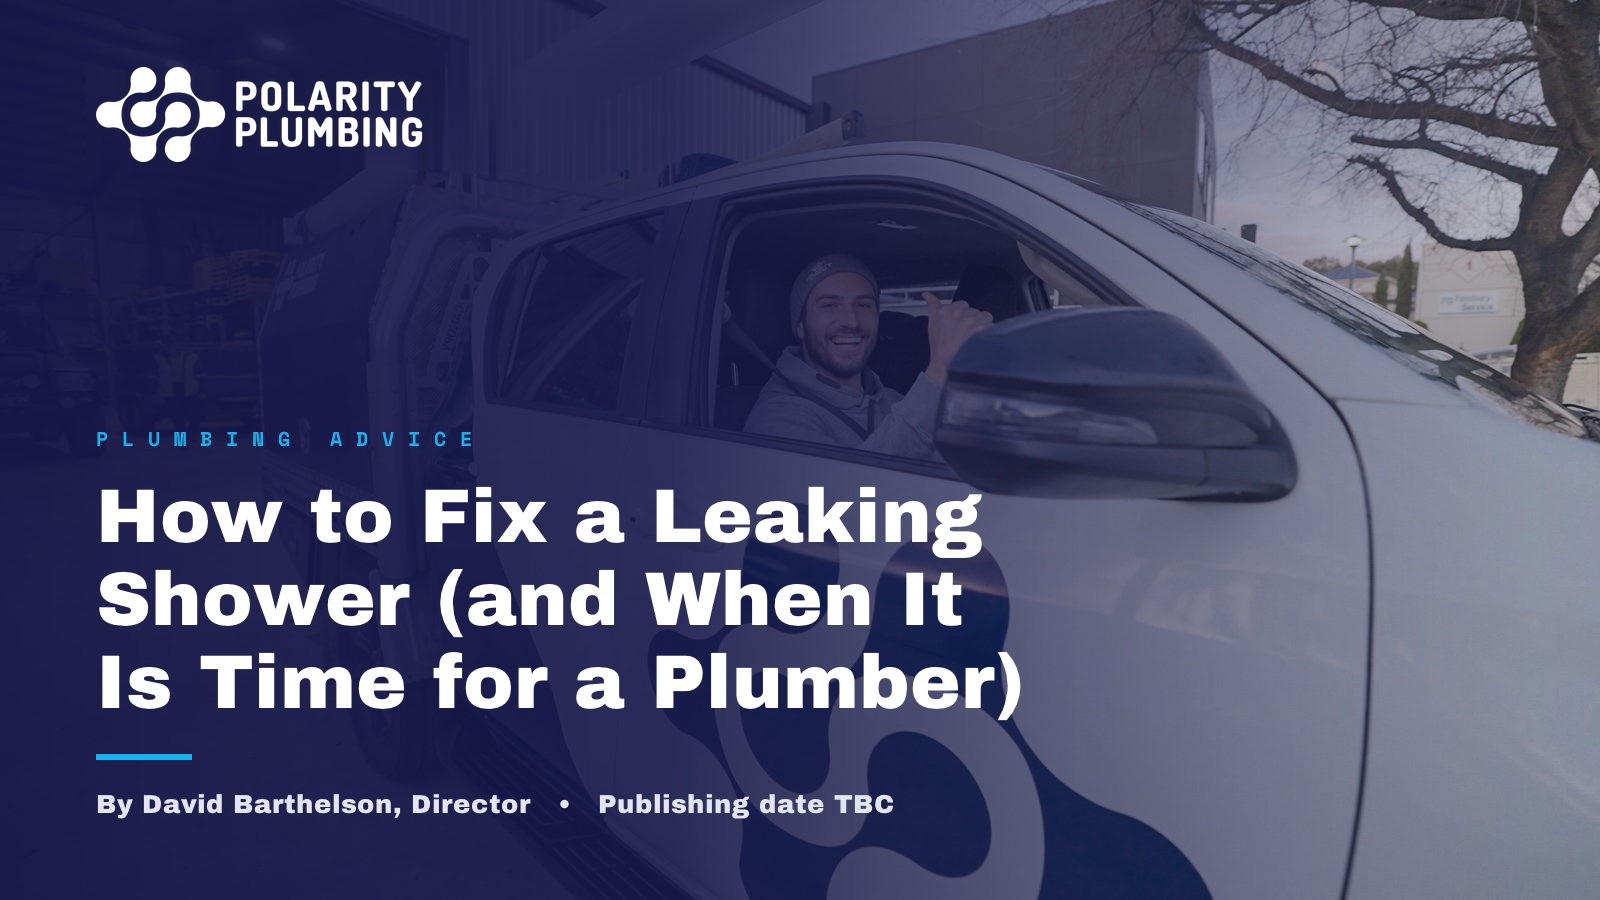 POLARITY
PLUMBING
PLUMBING ADVICE
How to Fix a Leaking
Shower (and When It
Is Time for a Plumber)
By David Barthelson, Director • Publishing date TBC